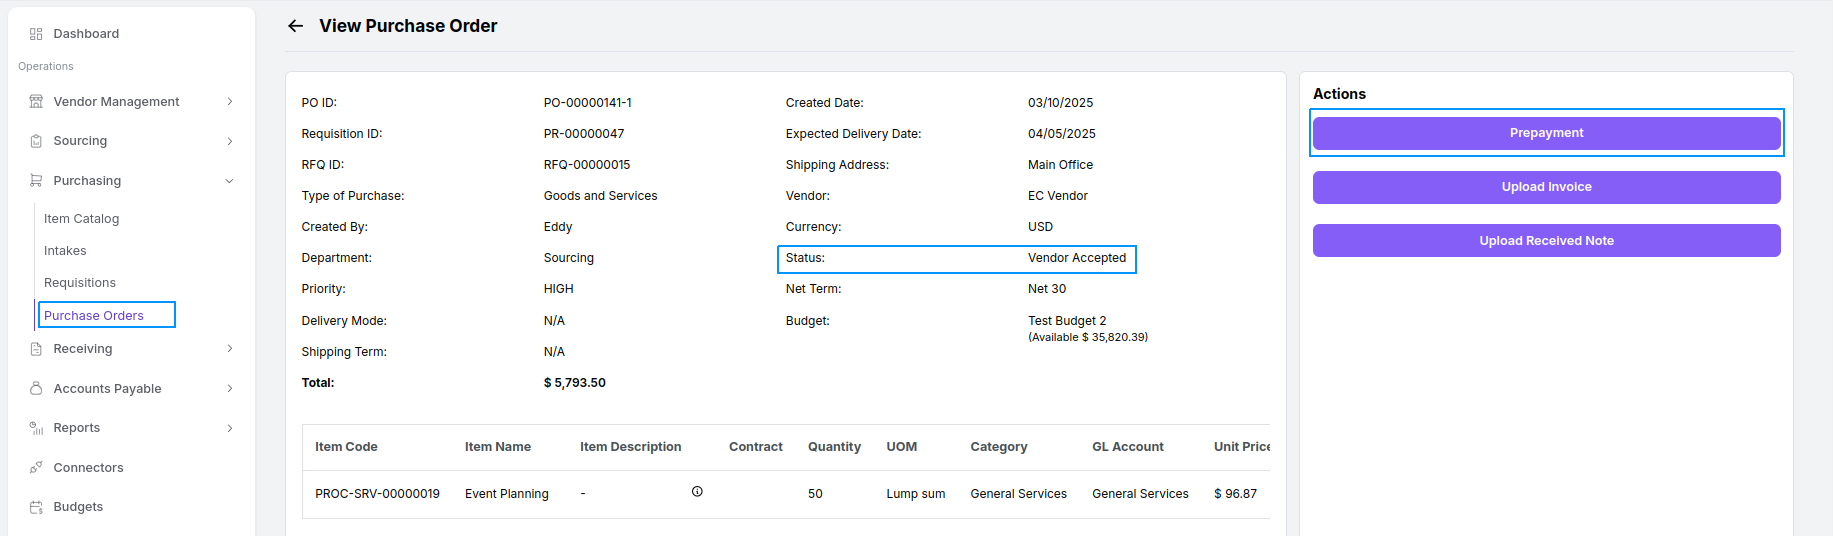 Dashboard
Operations
Vendor Management
Sourcing
Purchasing
Item Catalog
Intakes
Requisitions
Purchase Orders
Receiving
Accounts Payable
Reports
Connectors
Budgets
View Purchase Order
PO ID: PO-00000141-1 Created Date: 03/10/2025
Requisition ID: PR-00000047 Expected Delivery Date: 04/05/2025
RFQ ID: RFQ-00000015 Shipping Address: Main Office
Type of Purchase: Goods and Services Vendor: EC Vendor
Created By: Eddy Currency: USD
Department: Sourcing Status: Vendor Accepted
Priority: HIGH Net Term: Net 30
Delivery Mode: N/A Budget: Test Budget 2
(Available $ 35,820.39)
Shipping Term: N/A
Total: $ 5,793.50
Item Code Item Name Item Description Contract Quantity UOM Category GL Account Unit Price
PROC-SRV-00000019 Event Planning - 50 Lump sum General Services General Services $ 96.87
Actions
Prepayment
Upload Invoice
Upload Received Note